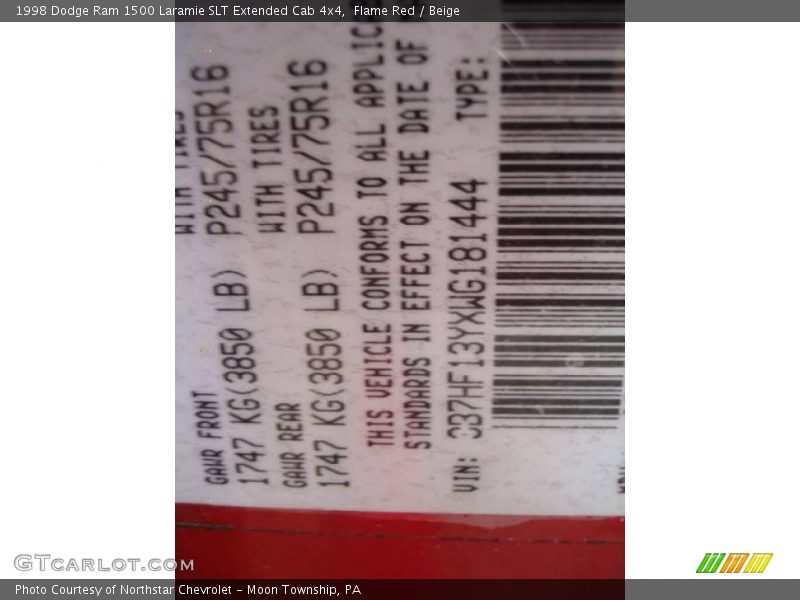 1998 Dodge Ram 1500 Laramie SLT Extended Cab 4x4,  Flame Red / Beige
WITH TIRES
GAWR FRONT
1747 KG(3850 LB) P245/75R16
WITH TIRES
GAWR REAR
1747 KG(3850 LB) P245/75R16
THIS VEHICLE CONFORMS TO ALL APPLIC
STANDARDS IN EFFECT ON THE DATE OF
VIN: 3B7HF13YXWG181444 TYPE:
GTCarlot.com™
Photo Courtesy of Northstar Chevrolet - Moon Township, PA